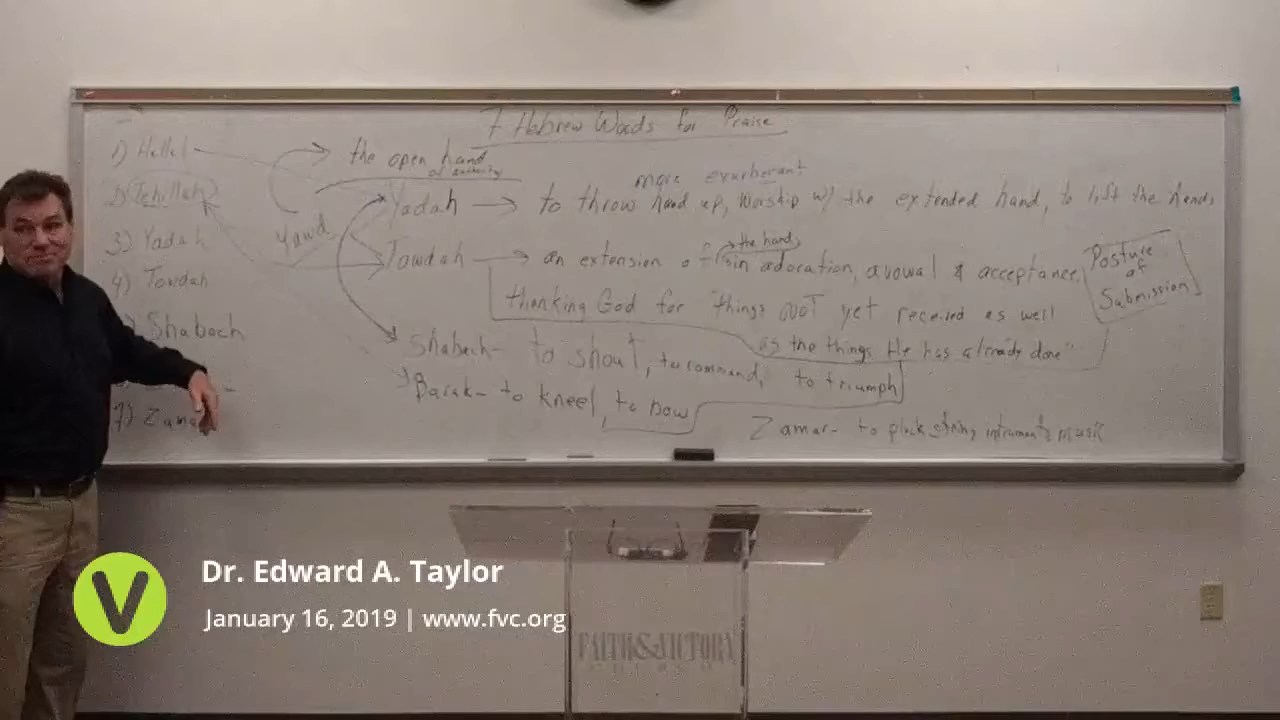 7 Hebrew Words for Praise
1) Hallel
2) Tehillah
3) Yadah
4) Towdah
Shabach
7) Zamar
the open hand
of authority
Yawd
more exuberant
Yadah → to throw hand up, worship w/ the extended hand, to lift the hands
the hand
Towdah → an extension of in adoration, avowal & acceptance
thanking God for "things NOT yet received as well
as the things He has already done"
Posture
of
Submission
Shabach - to shout, to command, to triumph
Barak - to kneel, to bow
Zamar - to pluck string instruments music
Dr. Edward A. Taylor
January 16, 2019 | www.fvc.org
V
FAITH&VICTORY
CHURCH